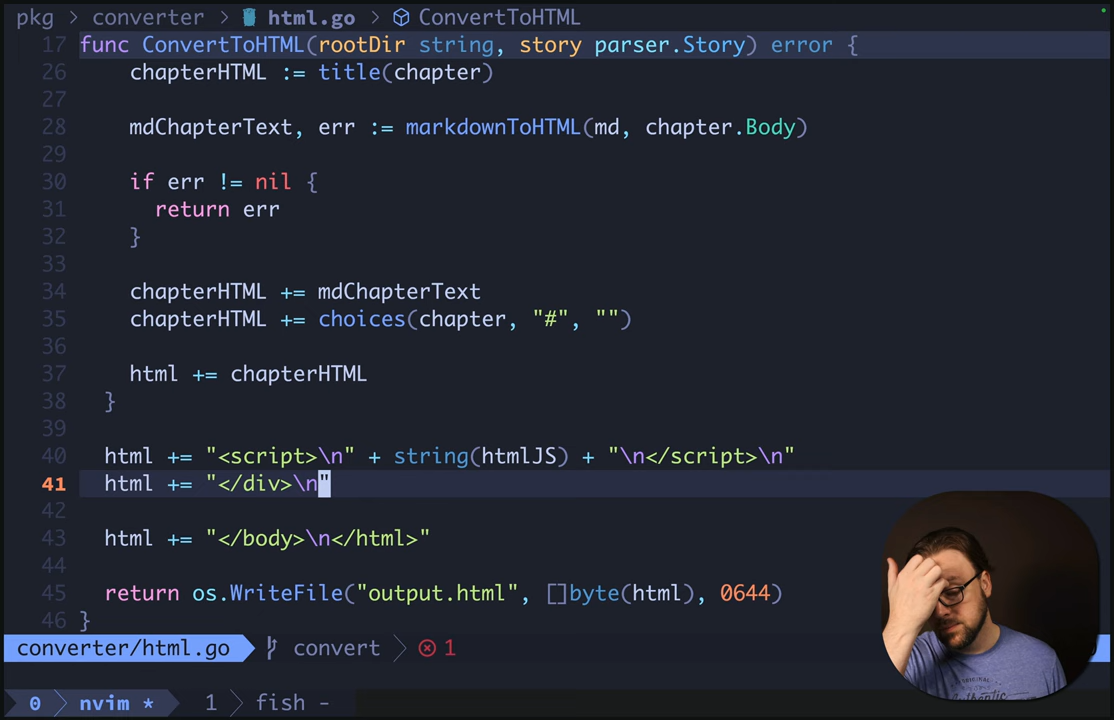 pkg > converter > html.go > ConvertToHTML
17 func ConvertToHTML(rootDir string, story parser.Story) error {
26 chapterHTML := title(chapter)
27
28 mdChapterText, err := markdownToHTML(md, chapter.Body)
29
30 if err != nil {
31 return err
32 }
33
34 chapterHTML += mdChapterText
35 chapterHTML += choices(chapter, "#", "")
36
37 html += chapterHTML
38 }
39
40 html += "<script>\n" + string(htmlJS) + "\n</script>\n"
41 html += "</div>\n"
42
43 html += "</body>\n</html>"
44
45 return os.WriteFile("output.html", []byte(html), 0644)
46 }
converter/html.go convert 1
0 nvim * 1 fish -
ORIGINAL
Authentic